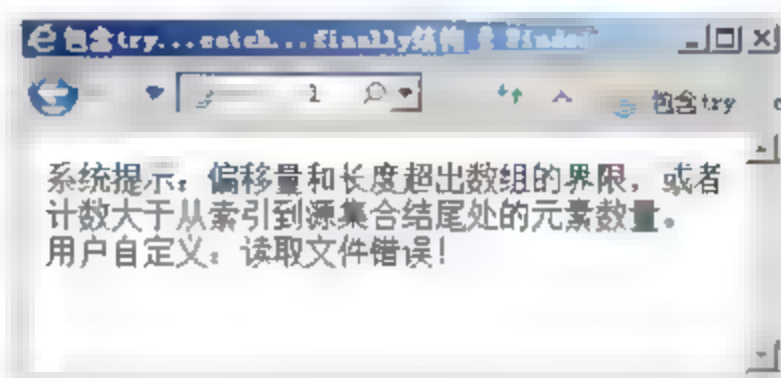 包含try...catch...finally结构
包含try
系统提示：偏移量和长度超出数组的界限，或者
计数大于从索引到源集合结尾处的元素数量。
用户自定义：读取文件错误！